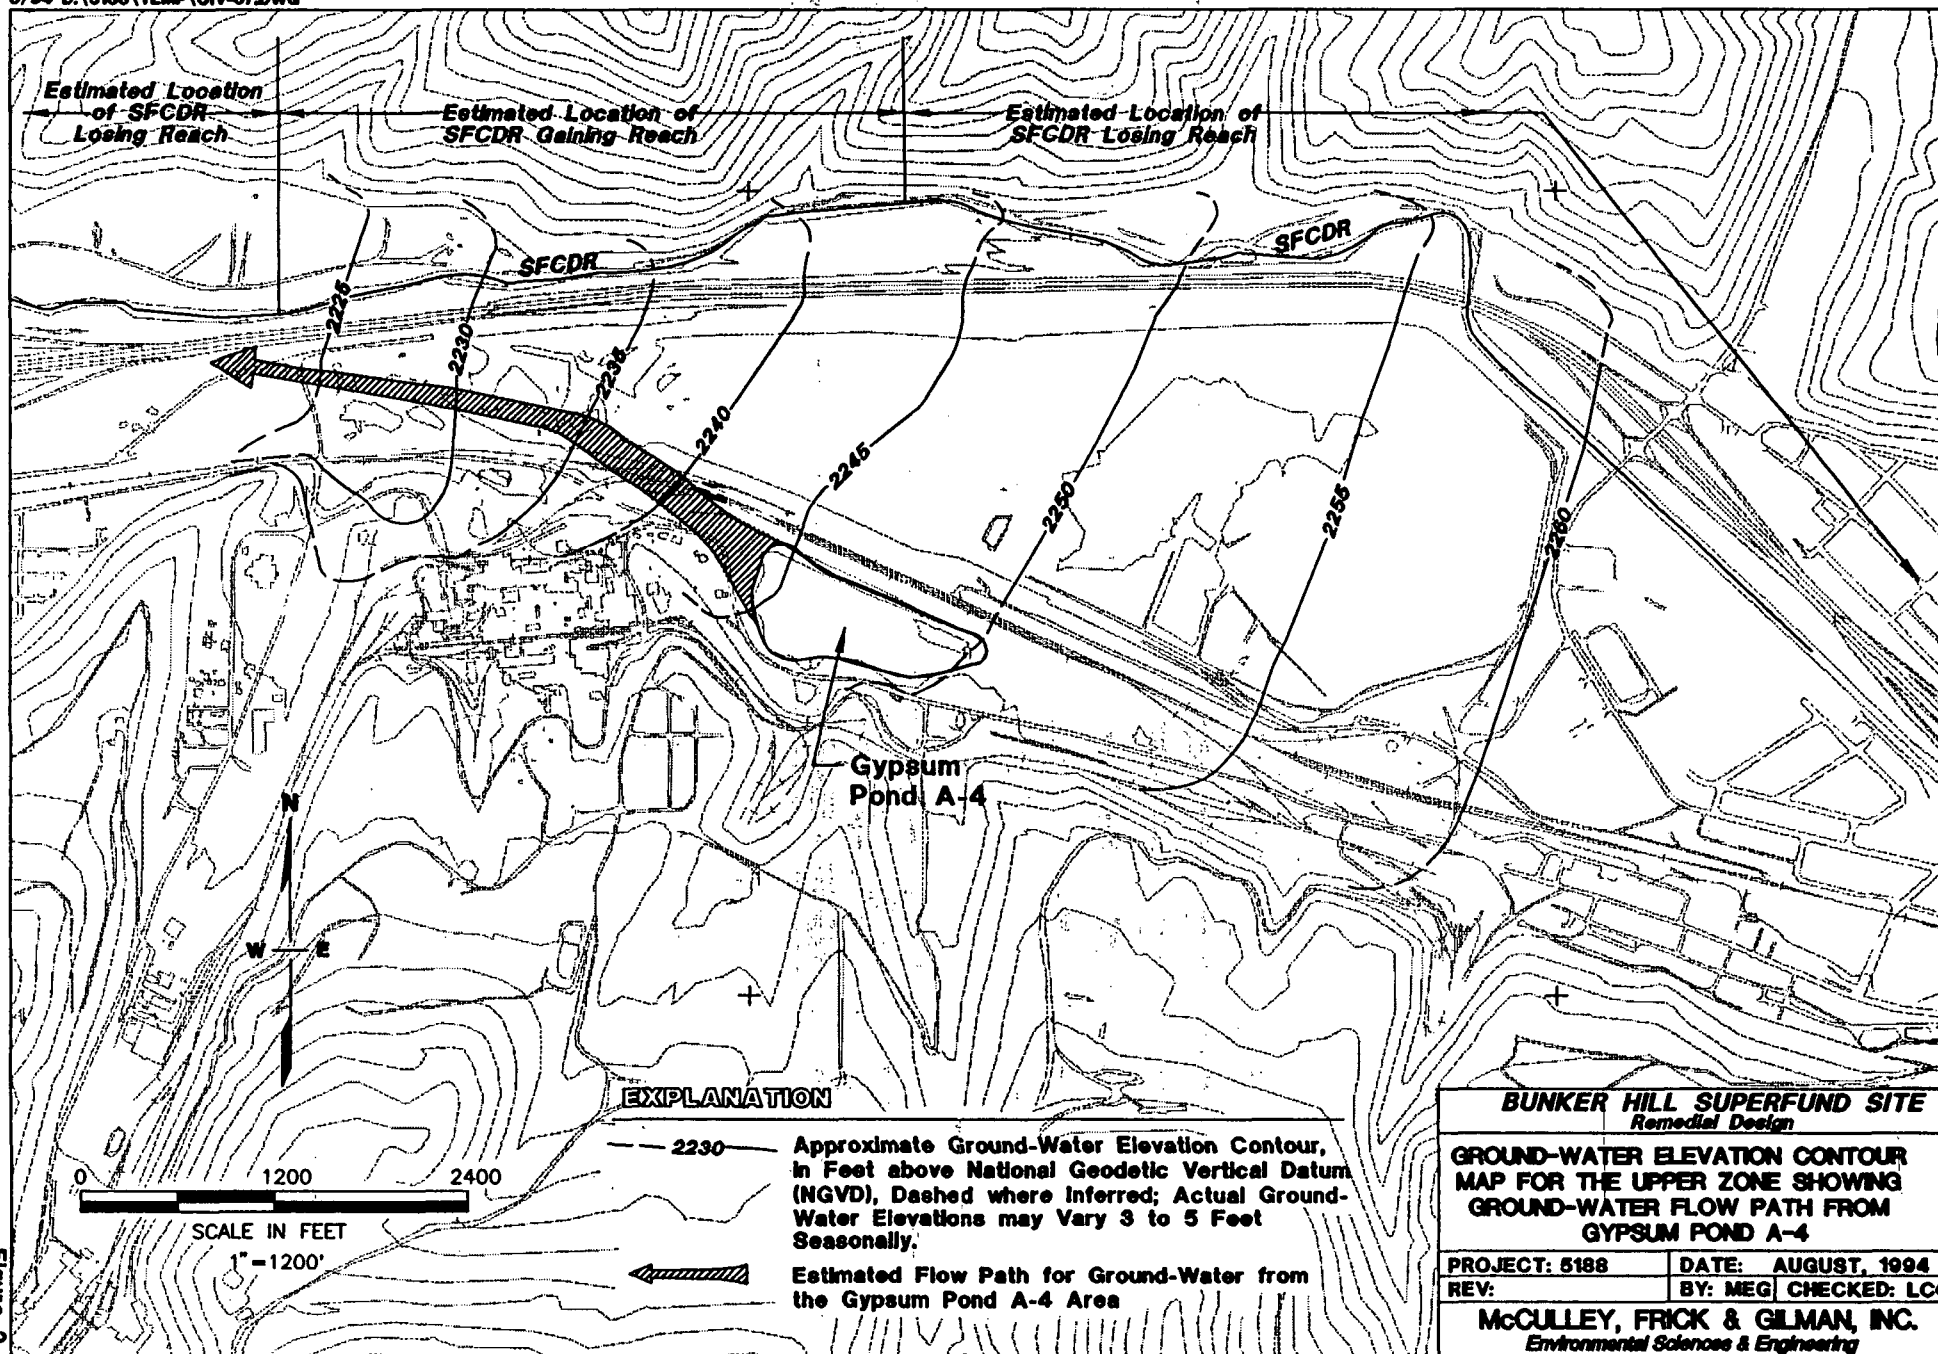 Estimated Location
of SFCDR
Losing Reach
Estimated Location of
SFCDR Gaining Reach
Estimated Location of
SFCDR Losing Reach
SFCDR
SFCDR
2225
2230
2235
2240
2245
2250
2255
2260
Gypsum
Pond A-4
N
W E
EXPLANATION
2230
Approximate Ground-Water Elevation Contour,
in Feet above National Geodetic Vertical Datum
(NGVD), Dashed where Inferred; Actual Ground-
Water Elevations may Vary 3 to 5 Feet
Seasonally.
Estimated Flow Path for Ground-Water from
the Gypsum Pond A-4 Area
0 1200 2400
SCALE IN FEET
1"=1200'
BUNKER HILL SUPERFUND SITE
Remedial Design
GROUND-WATER ELEVATION CONTOUR
MAP FOR THE UPPER ZONE SHOWING
GROUND-WATER FLOW PATH FROM
GYPSUM POND A-4
PROJECT: 5188 DATE: AUGUST, 1994
REV: BY: MEG CHECKED:
McCULLEY, FRICK & GILMAN, INC.
Environmental Sciences & Engineering